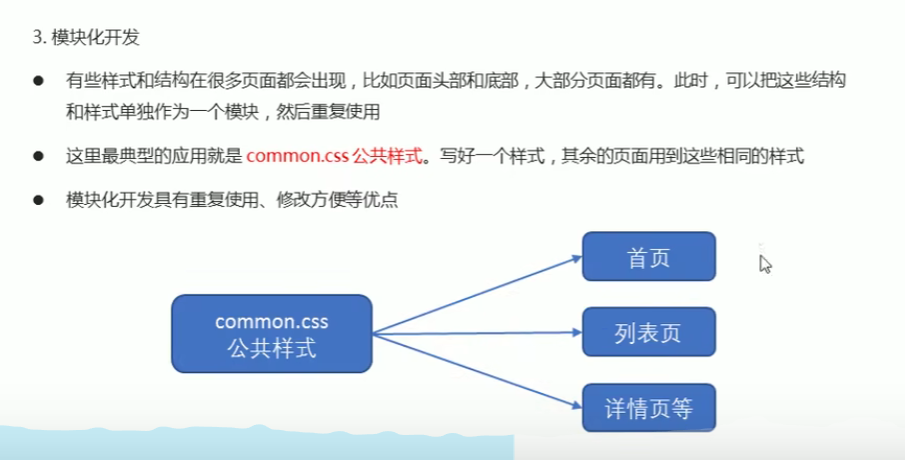 3. 模块化开发
● 有些样式和结构在很多页面都会出现，比如页面头部和底部，大部分页面都有。此时，可以把这些结构
和样式单独作为一个模块，然后重复使用
● 这里最典型的应用就是 common.css 公共样式。写好一个样式，其余的页面用到这些相同的样式
● 模块化开发具有重复使用、修改方便等优点
首页
common.css
公共样式
列表页
详情页等